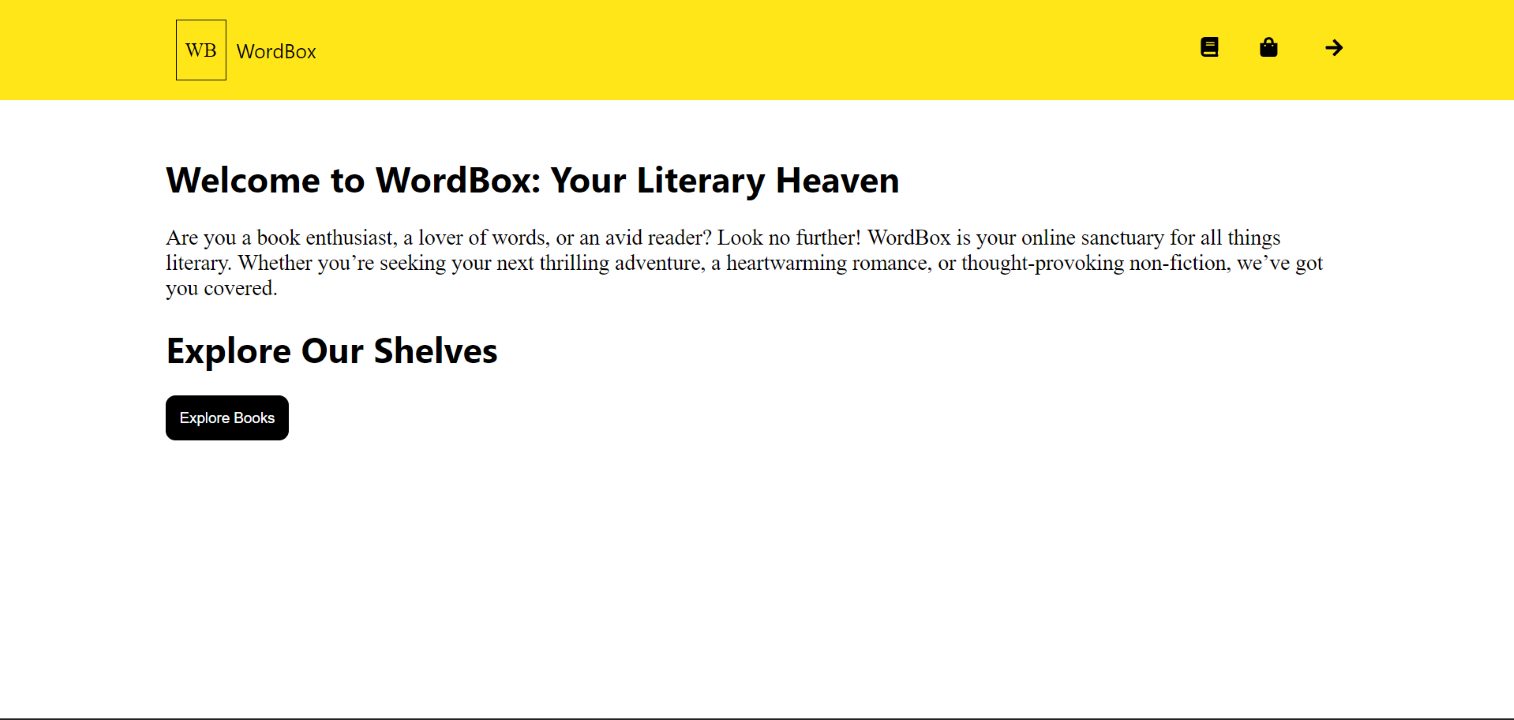 WB WordBox
Welcome to WordBox: Your Literary Heaven
Are you a book enthusiast, a lover of words, or an avid reader? Look no further! WordBox is your online sanctuary for all things
literary. Whether you’re seeking your next thrilling adventure, a heartwarming romance, or thought-provoking non-fiction, we’ve got
you covered.
Explore Our Shelves
Explore Books